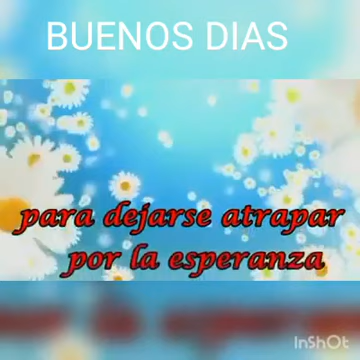 BUENOS DIAS
para dejarse atrapar
por la esperanza
InShOt